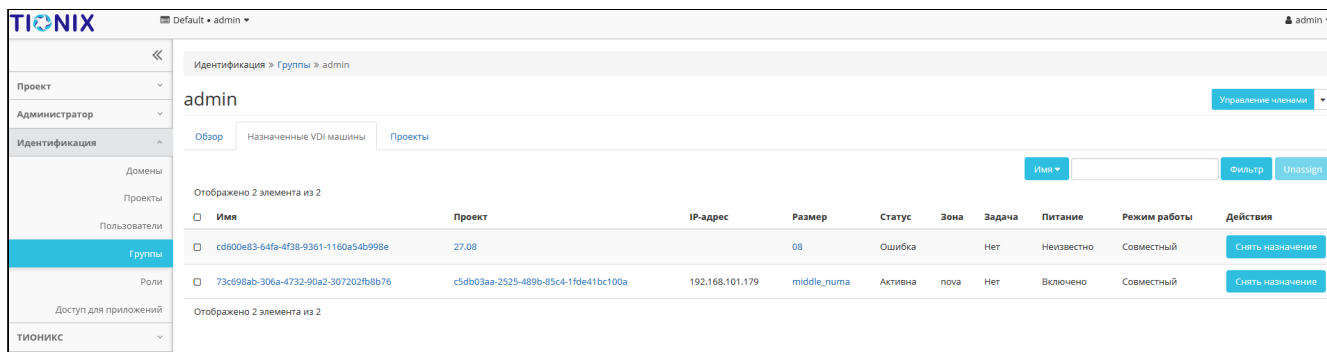 TIONIX
Default • admin
admin
Идентификация » Группы » admin
Проект
Администратор
Идентификация
Домены
Проекты
Пользователи
Группы
Роли
Доступ для приложений
ТИОНИКС
admin
Управление членами
Обзор Назначенные VDI машины Проекты
Имя Фильтр Unassign
Отображено 2 элемента из 2
Имя Проект IP-адрес Размер Статус Зона Задача Питание Режим работы Действия
cd600e83-64fa-4f38-9361-1160a54b998e 27.08 08 Ошибка Нет Неизвестно Совместный Снять назначение
73c698ab-306a-4732-90a2-307202fb8b76 c5db03aa-2525-489b-85c4-1fde41bc100a 192.168.101.179 middle_numa Активна nova Нет Включено Совместный Снять назначение
Отображено 2 элемента из 2